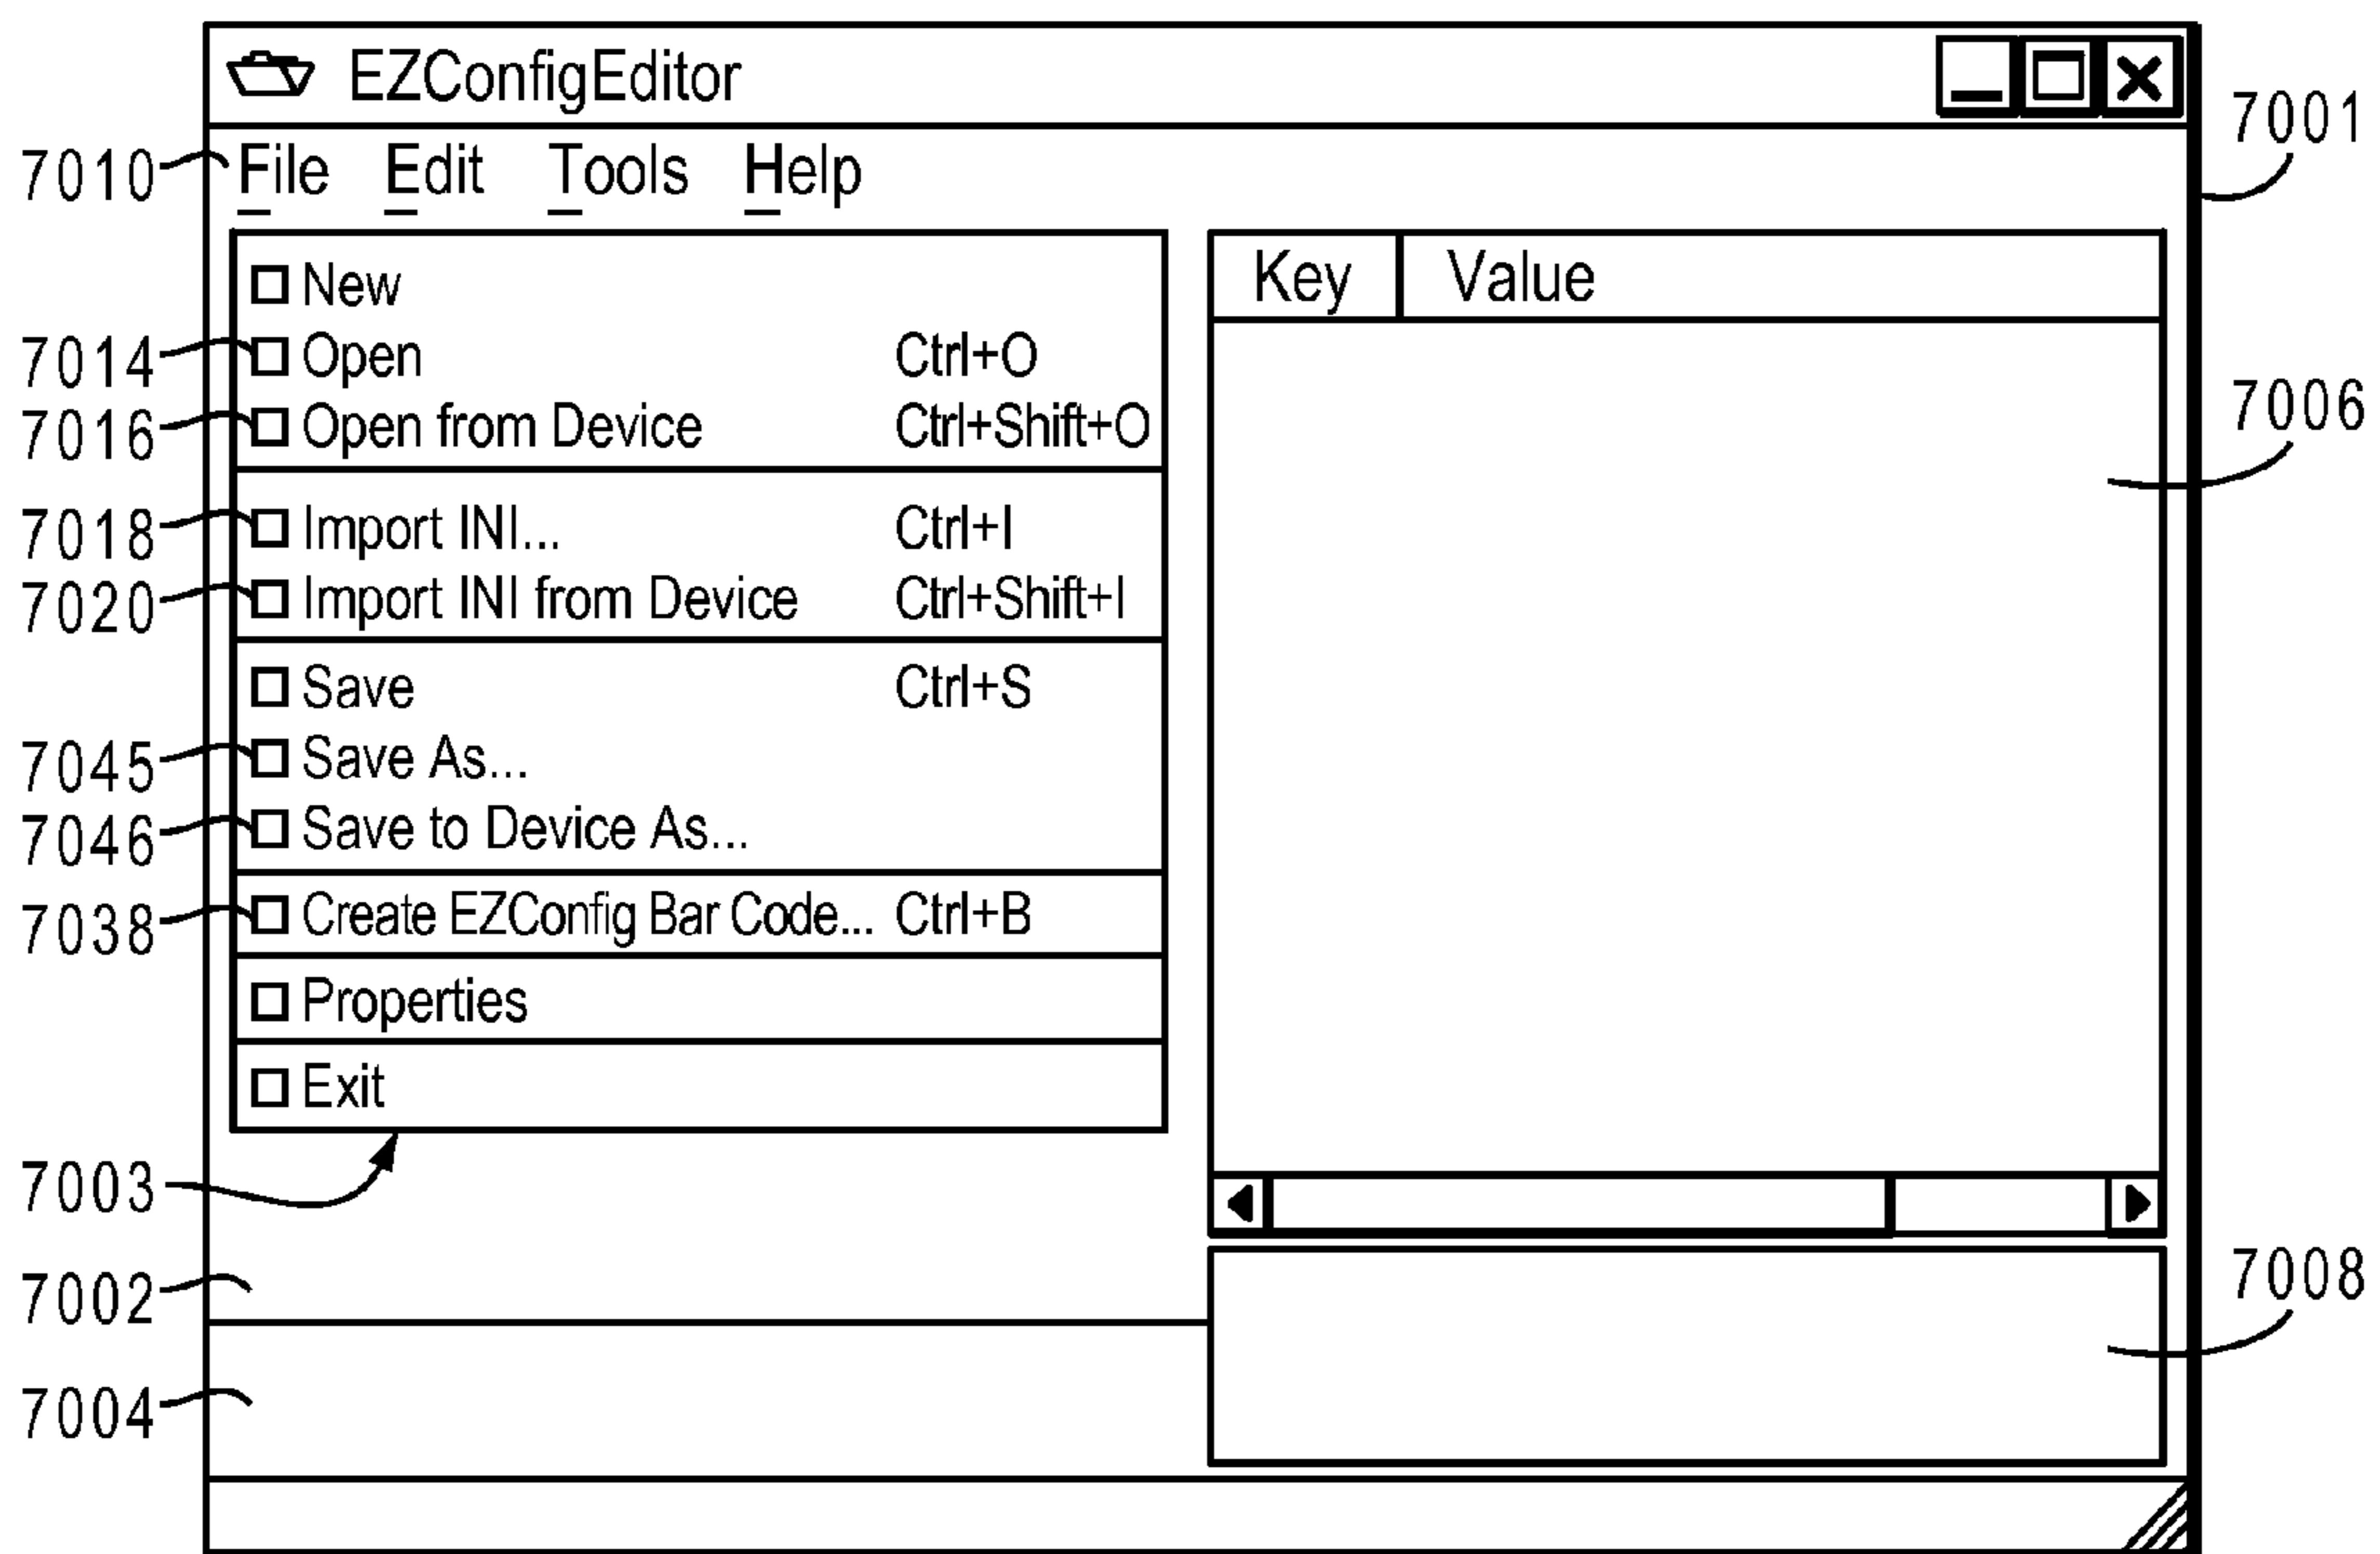 EZConfigEditor
7001
7010 File Edit Tools Help
New
Key Value
7014 Open Ctrl+O
7016 Open from Device Ctrl+Shift+O
7006
7018 Import INI... Ctrl+I
7020 Import INI from Device Ctrl+Shift+I
Save Ctrl+S
7045 Save As...
7046 Save to Device As...
7038 Create EZConfig Bar Code... Ctrl+B
Properties
Exit
7003
7002
7008
7004